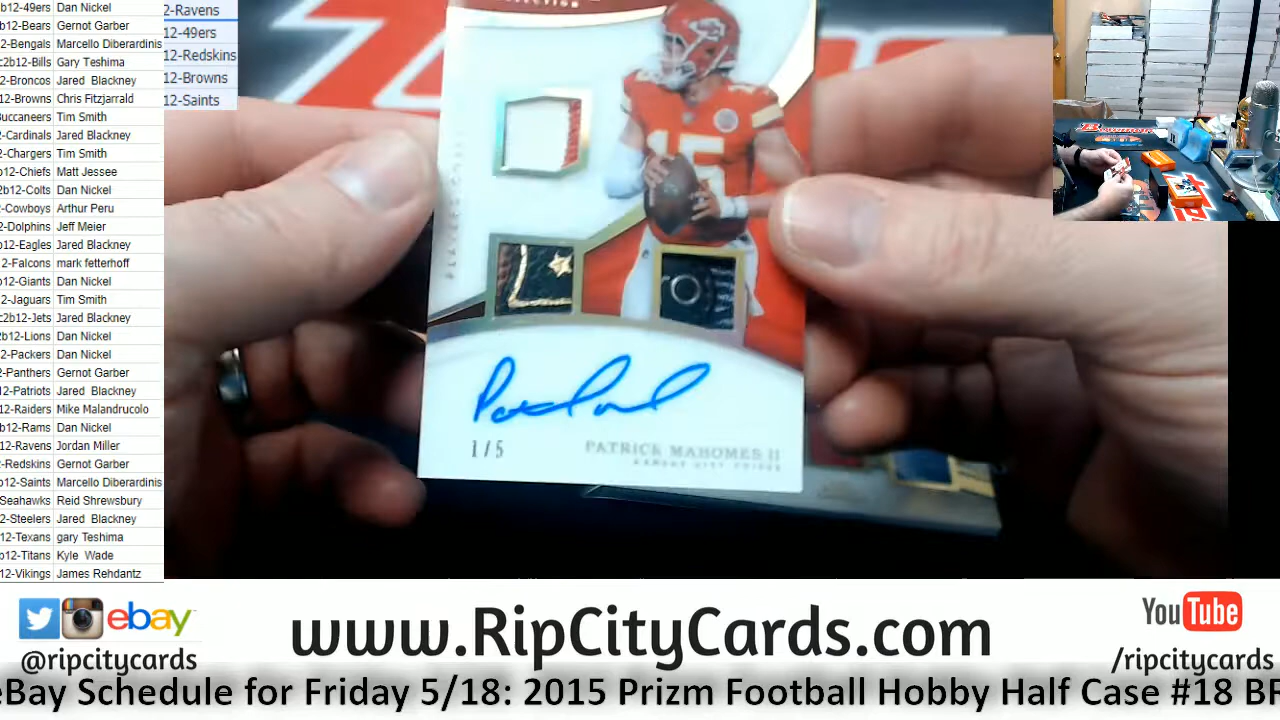 b12-49ers Dan Nickel
b12-Bears Gernot Garber
2-Bengals Marcello Diberardinis
c2b12-Bills Gary Teshima
2-Broncos Jared Blackney
12-Browns Chris Fitzjarrald
Buccaneers Tim Smith
2-Cardinals Jared Blackney
2-Chargers Tim Smith
b12-Chiefs Matt Jessee
2b12-Colts Dan Nickel
2-Cowboys Arthur Peru
2-Dolphins Jeff Meier
b12-Eagles Jared Blackney
12-Falcons mark fetterhoff
b12-Giants Dan Nickel
2-Jaguars Tim Smith
c2b12-Jets Jared Blackney
2b12-Lions Dan Nickel
2-Packers Dan Nickel
2-Panthers Gernot Garber
2-Patriots Jared Blackney
12-Raiders Mike Malandrucolo
b12-Rams Dan Nickel
12-Ravens Jordan Miller
2-Redskins Gernot Garber
b12-Saints Marcello Diberardinis
Seahawks Reid Shrewsbury
2-Steelers Jared Blackney
12-Texans gary Teshima
b12-Titans Kyle Wade
12-Vikings James Rehdantz
2-Ravens
12-49ers
12-Redskins
12-Browns
12-Saints
15
1/5
PATRICK MAHOMES II
KANSAS CITY CHIEFS
ebay
@ripcitycards
www.RipCityCards.com
YouTube
/ripcitycards
eBay Schedule for Friday 5/18: 2015 Prizm Football Hobby Half Case #18 BR